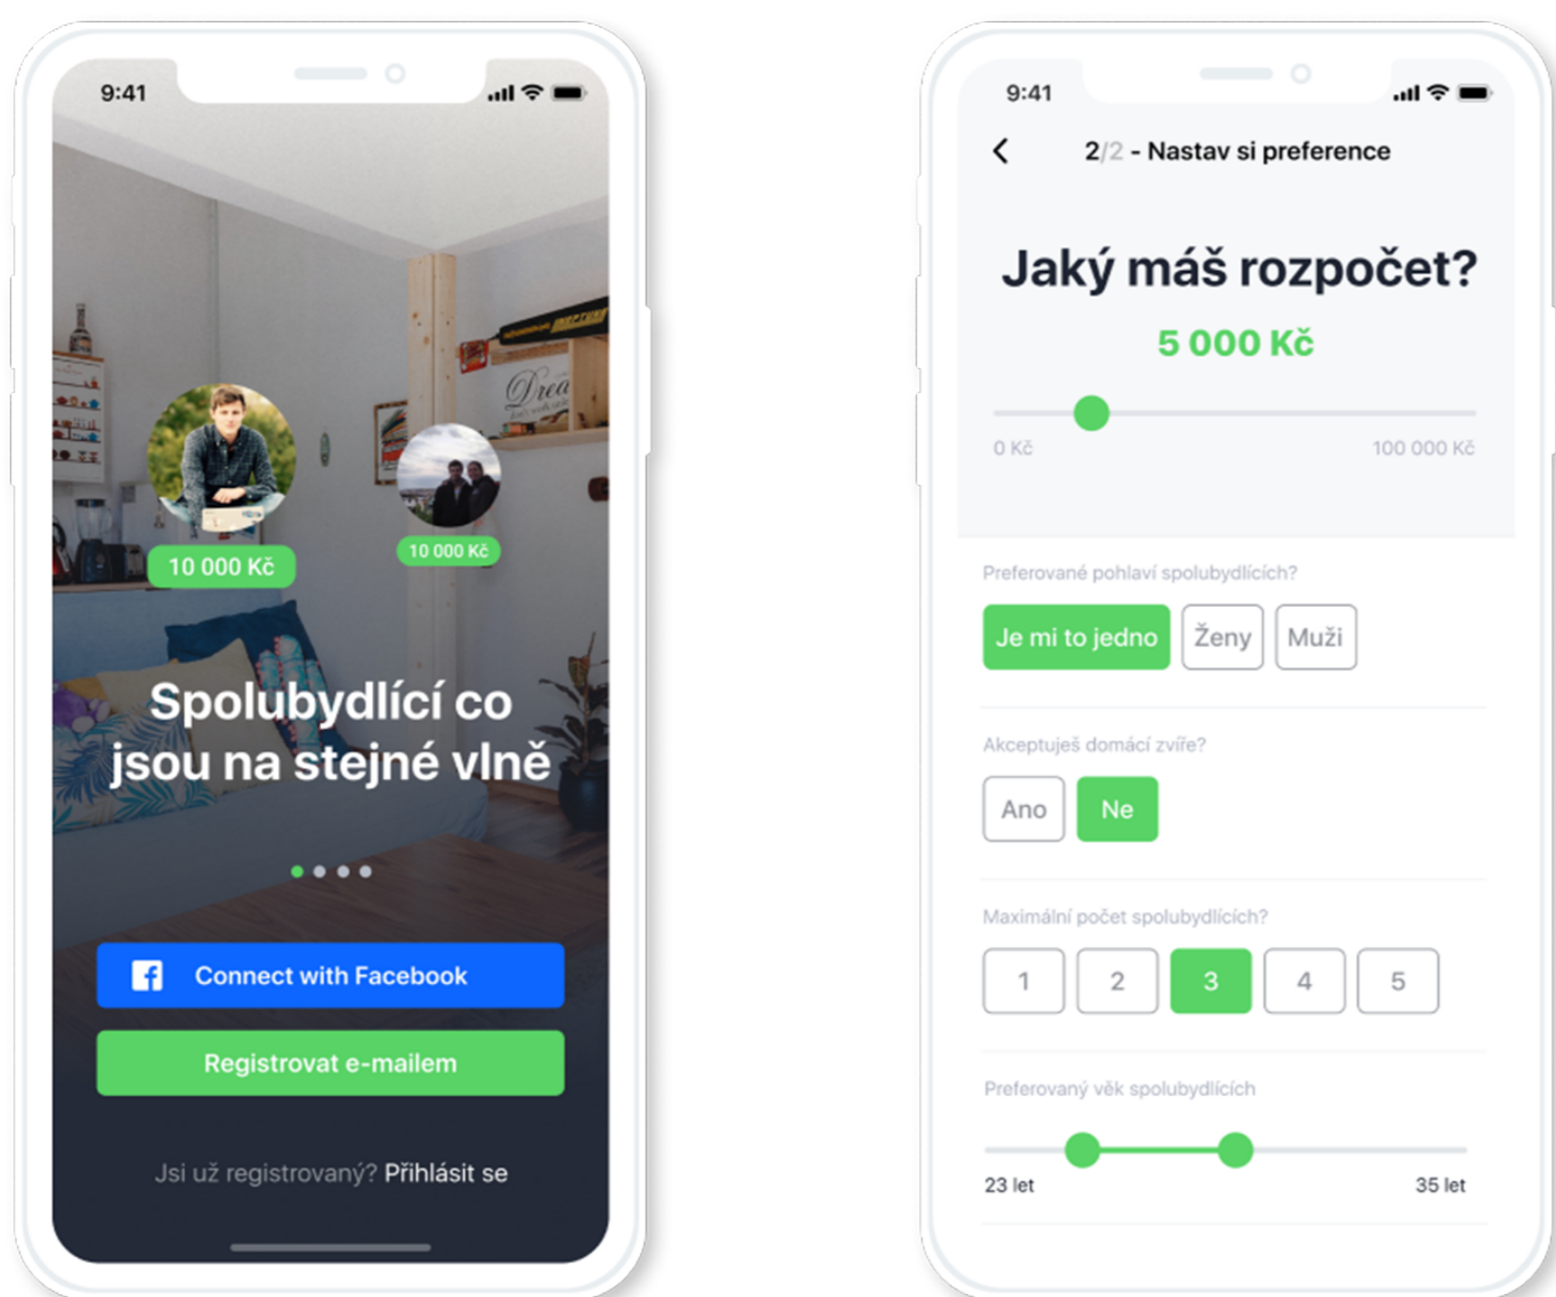 9:41
Drea
10 000 Kč
10 000 Kč
Spolubydlící co
jsou na stejné vlně
Connect with Facebook
Registrovat e-mailem
Jsi už registrovaný? Přihlásit se
9:41
2/2 - Nastav si preference
Jaký máš rozpočet?
5 000 Kč
0 Kč 100 000 Kč
Preferované pohlaví spolubydlících?
Je mi to jedno Ženy Muži
Akceptuješ domácí zvíře?
Ano Ne
Maximální počet spolubydlících?
1 2 3 4 5
Preferovaný věk spolubydlících
23 let 35 let